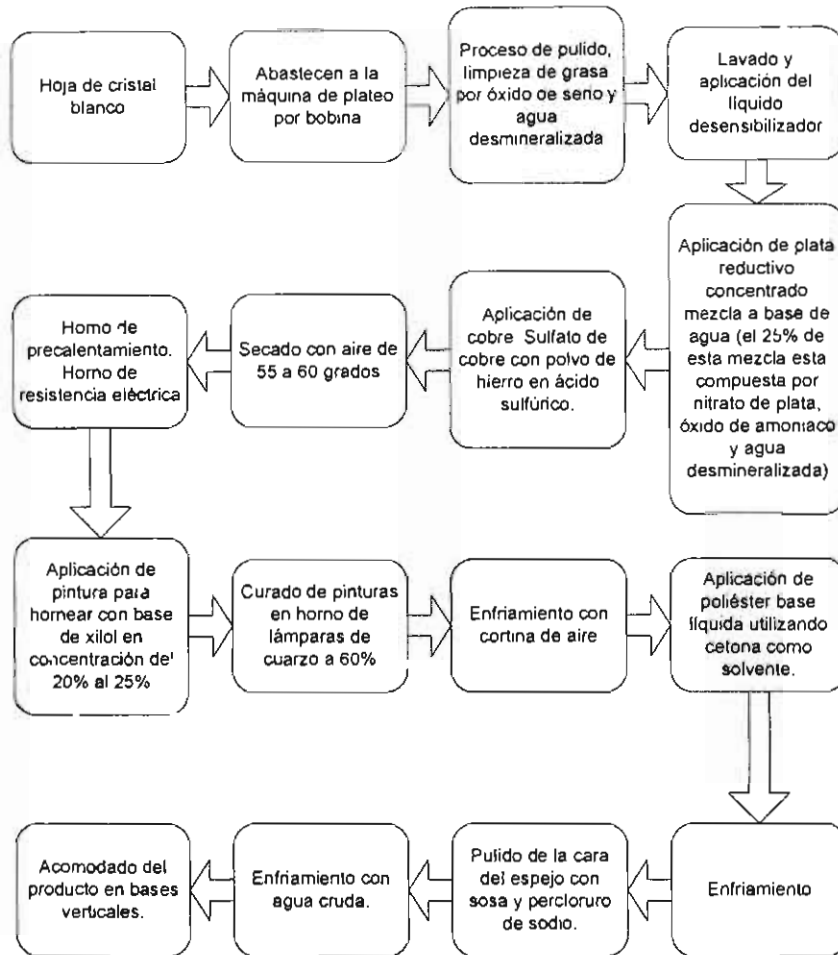 Hoja de cristal
blanco
Abastecen a la
máquina de plateo
por bobina
Proceso de pulido,
limpieza de grasa
por óxido de serio y
agua
desmineralizada
Lavado y
aplicación del
líquido
desensibilizador
Aplicación de plata
reductivo
concentrado
mezcla a base de
agua (el 25% de
esta mezcla esta
compuesta por
nitrato de plata,
óxido de amoniaco
y agua
desmineralizada)
Aplicación de
cobre Sulfato de
cobre con polvo de
hierro en ácido
sulfúrico.
Secado con aire de
55 a 60 grados
Horno de
precalentamiento.
Horno de
resistencia eléctrica
Aplicación de
pintura para
hornear con base
de xilol en
concentración del
20% al 25%
Curado de pinturas
en horno de
lámparas de
cuarzo a 60%
Enfriamiento con
cortina de aire
Aplicación de
poliéster base
líquida utilizando
cetona como
solvente.
Enfriamiento
Pulido de la cara
del espejo con
sosa y percloruro
de sodio.
Enfriamiento con
agua cruda.
Acomodado del
producto en bases
verticales.